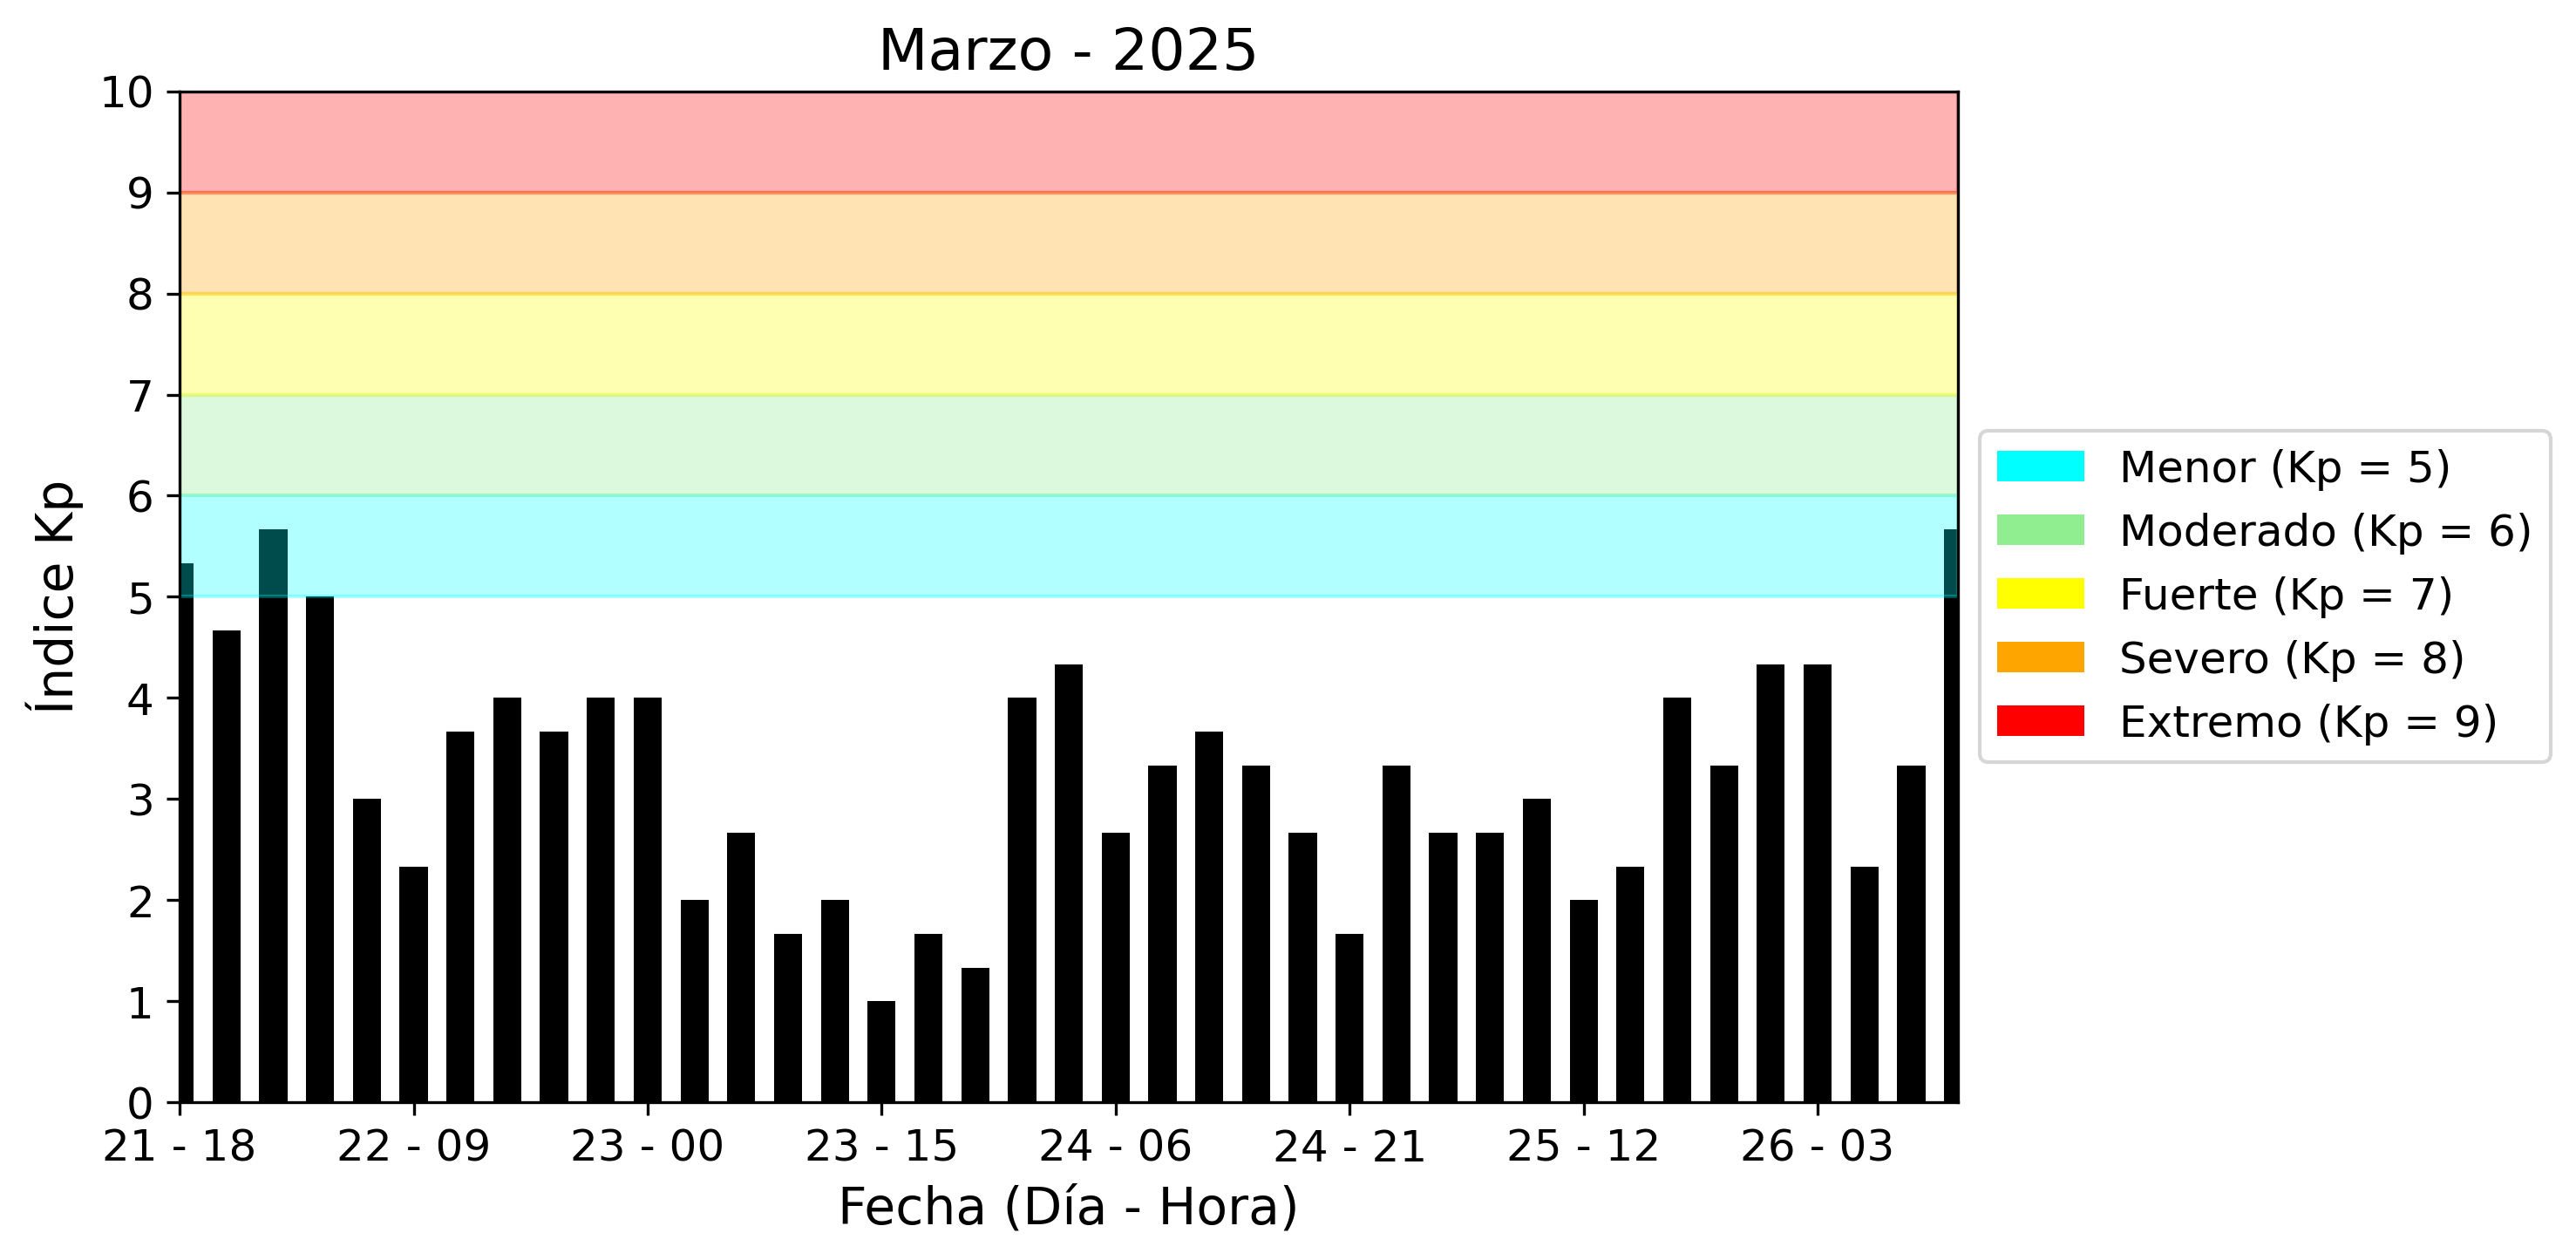 Marzo - 2025
10
9
8
7
6
5
4
3
2
1
0
Índice Kp
21 - 18
22 - 09
23 - 00
23 - 15
24 - 06
24 - 21
25 - 12
26 - 03
Fecha (Día - Hora)
Menor (Kp = 5)
Moderado (Kp = 6)
Fuerte (Kp = 7)
Severo (Kp = 8)
Extremo (Kp = 9)